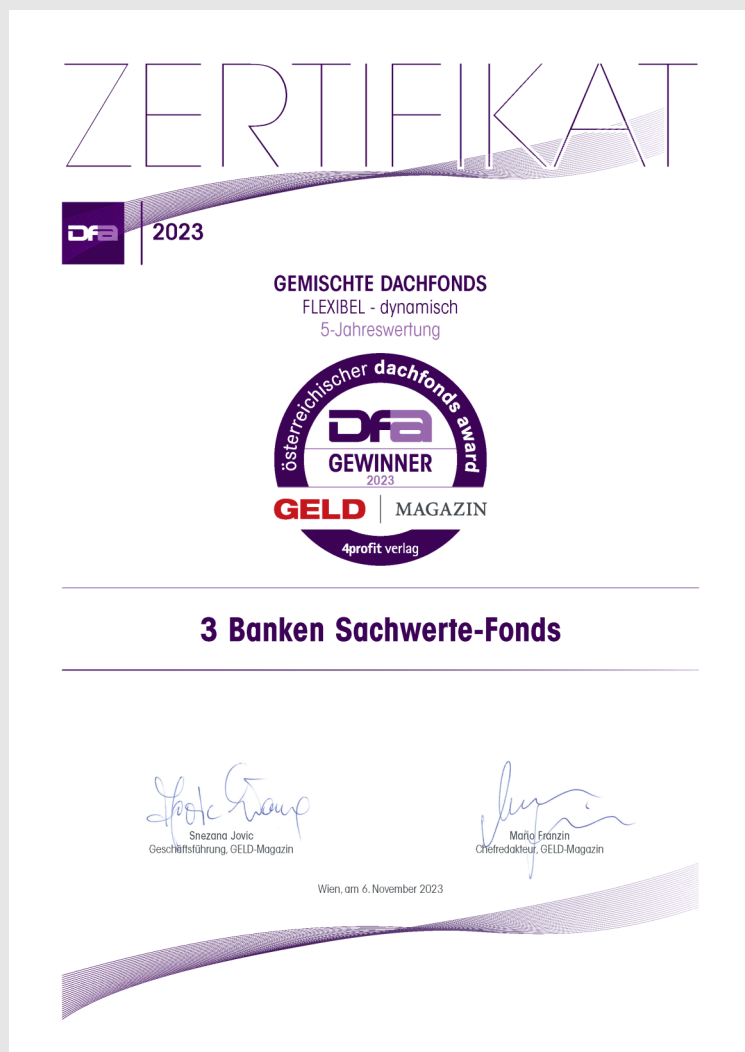 ZERTIFIKAT
DFA
2023
GEMISCHTE DACHFONDS
FLEXIBEL - dynamisch
5-Jahreswertung
österreichischer dachfonds award
DFA
GEWINNER
2023
GELD | MAGAZIN
4profit verlag
3 Banken Sachwerte-Fonds
Snezana Jovic
Geschäftsführung, GELD-Magazin
Mario Franzin
Chefredakteur, GELD-Magazin
Wien, am 6. November 2023